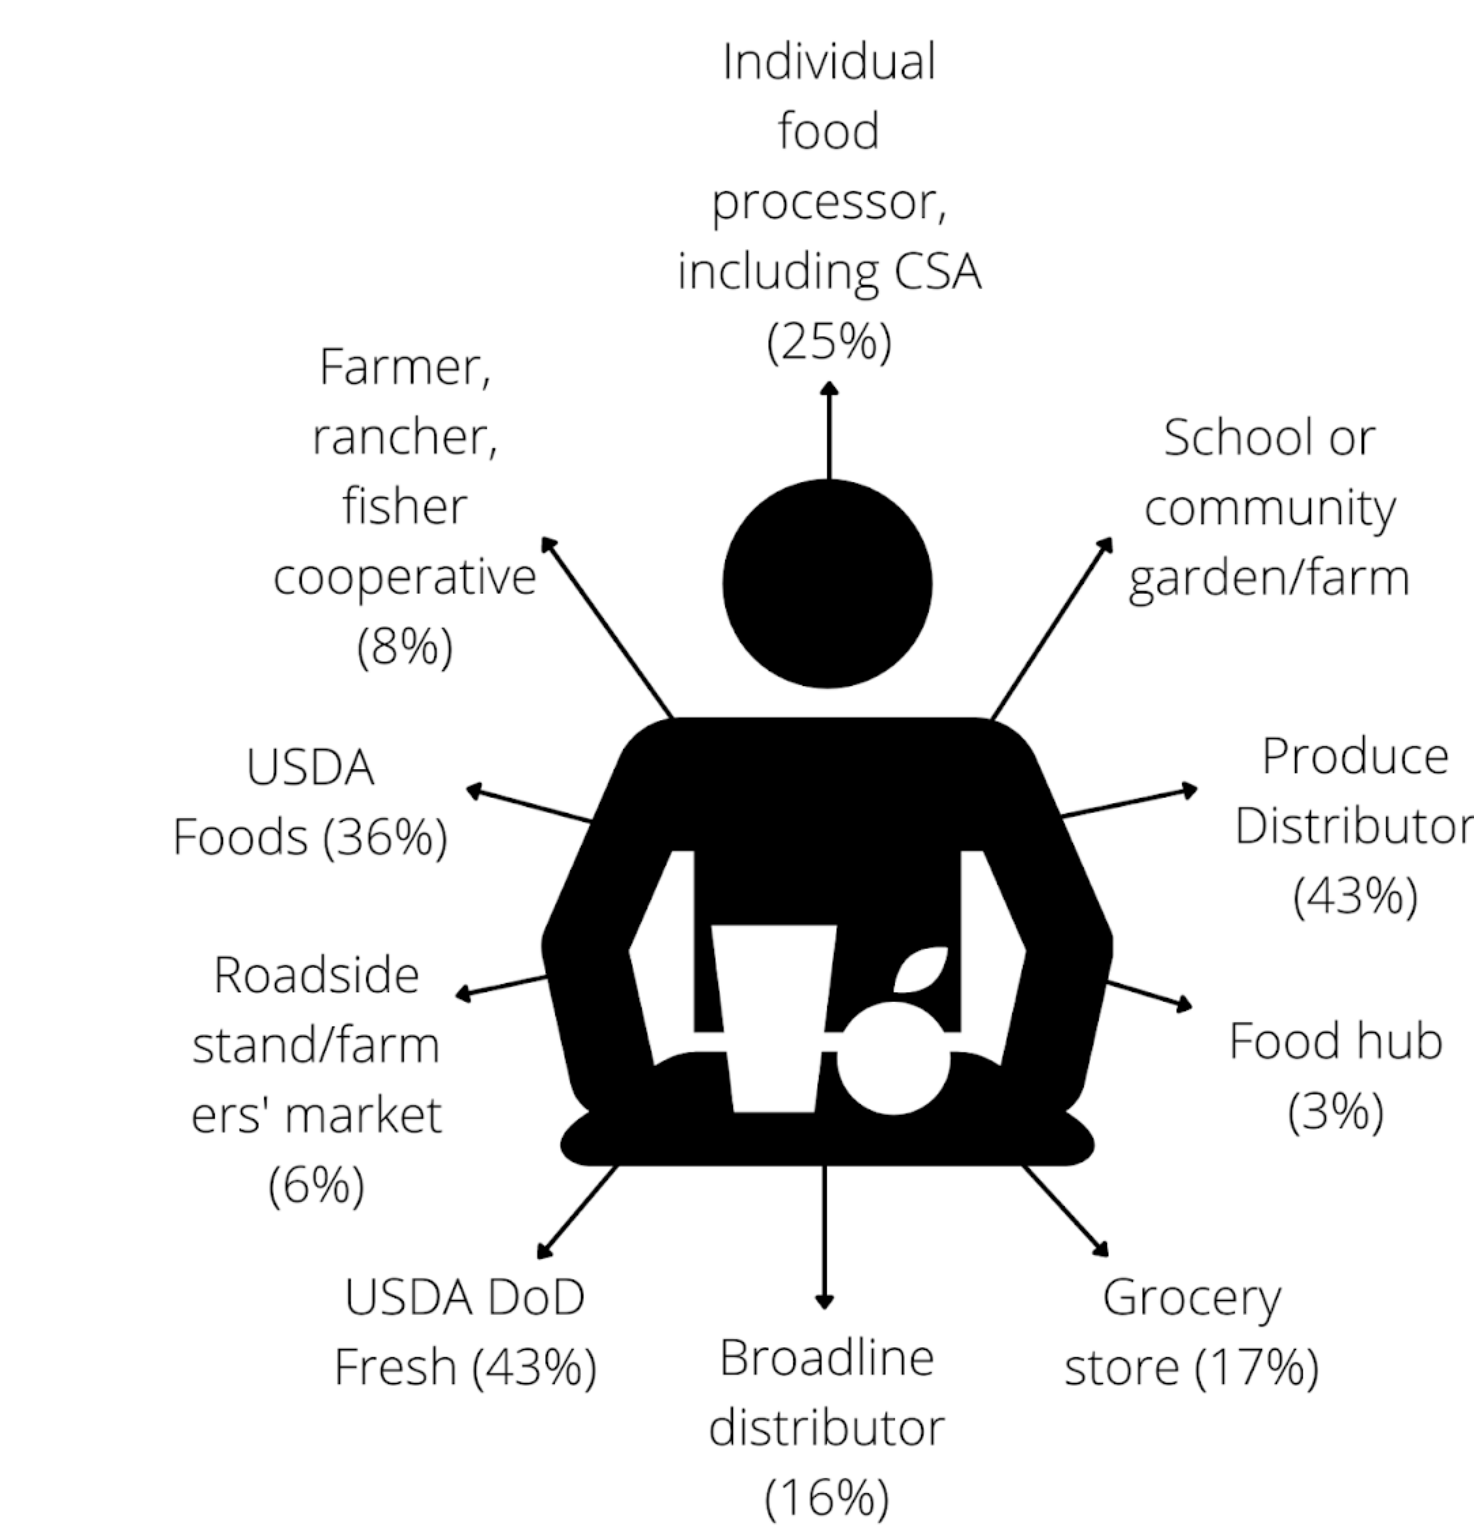 Individual
food
processor,
including CSA
(25%)
Farmer,
rancher,
fisher
cooperative
(8%)
School or
community
garden/farm
USDA
Foods (36%)
Produce
Distributor
(43%)
Roadside
stand/farm
ers' market
(6%)
Food hub
(3%)
USDA DoD
Fresh (43%)
Broadline
distributor
(16%)
Grocery
store (17%)